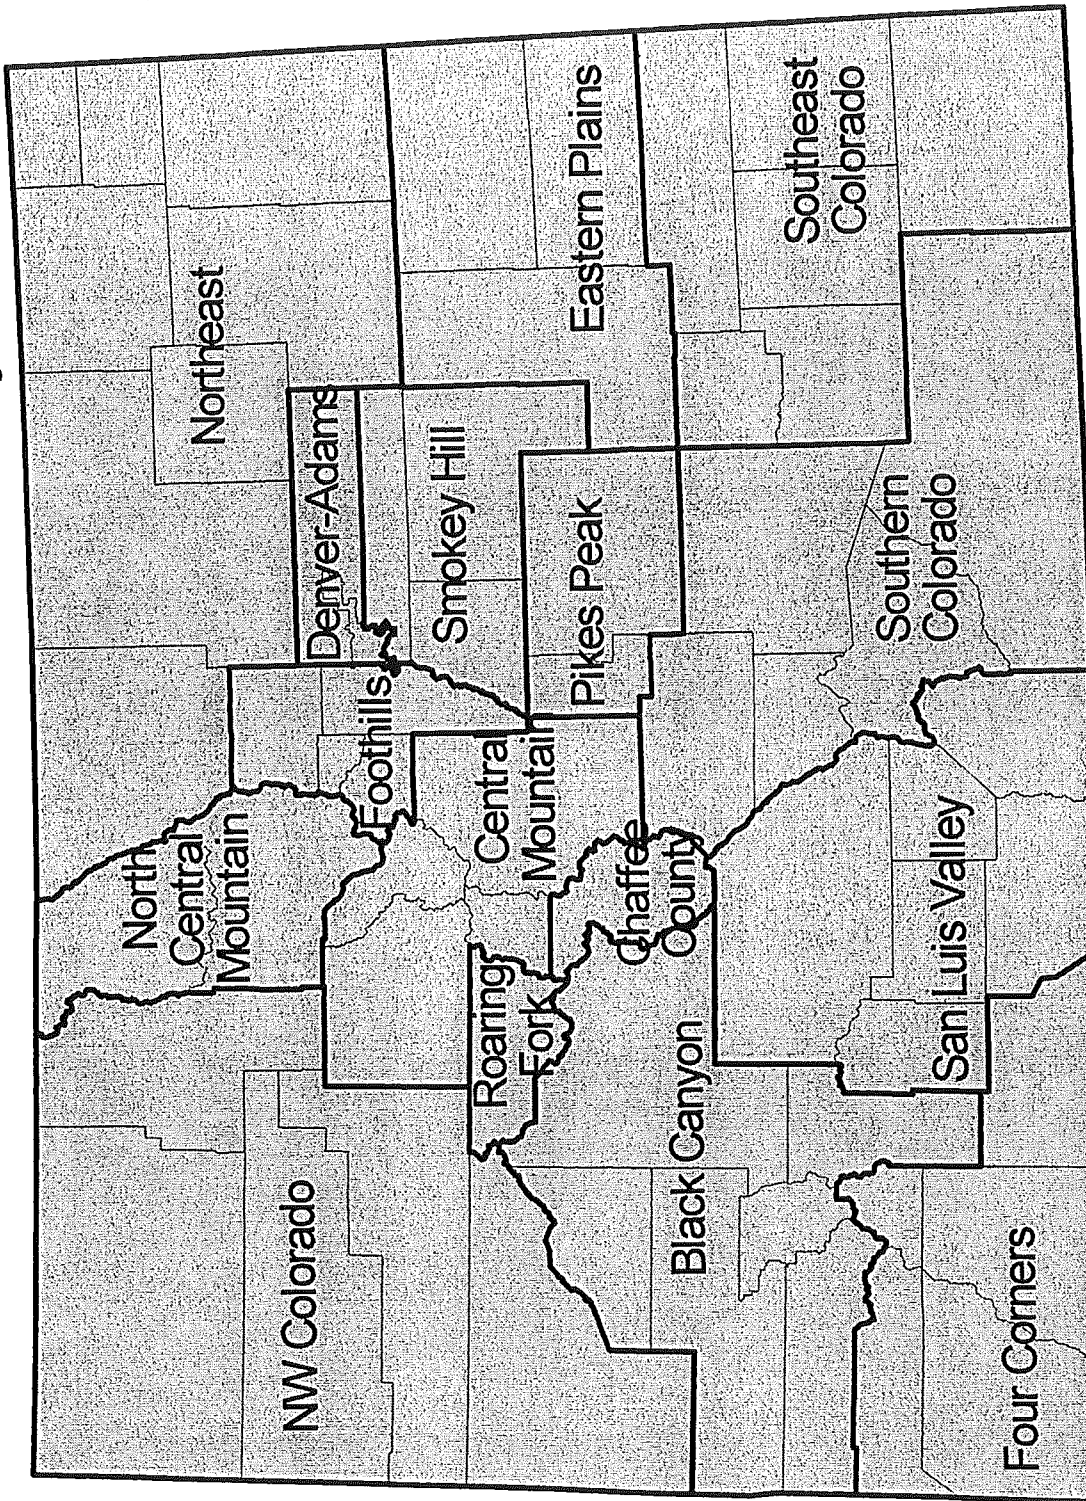 NW Colorado
North
Central
Mountain
Northeast
Denver-Adams
Foothills
Smokey Hill
Central
Mountain
Roaring
Fork
Pikes Peak
Eastern Plains
Chaffee
County
Black Canyon
Southeast
Colorado
Southern
Colorado
San Luis Valley
Four Corners